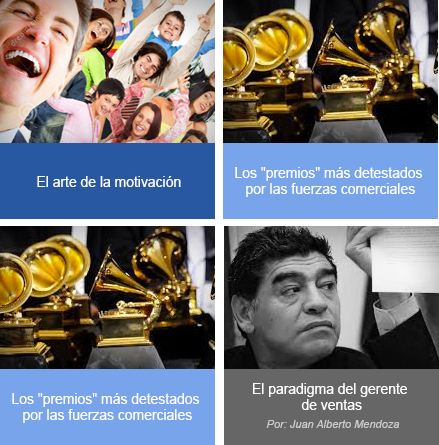 El arte de la motivación
Los "premios" más detestados
por las fuerzas comerciales
Los "premios" más detestados
por las fuerzas comerciales
El paradigma del gerente
de ventas
Por: Juan Alberto Mendoza